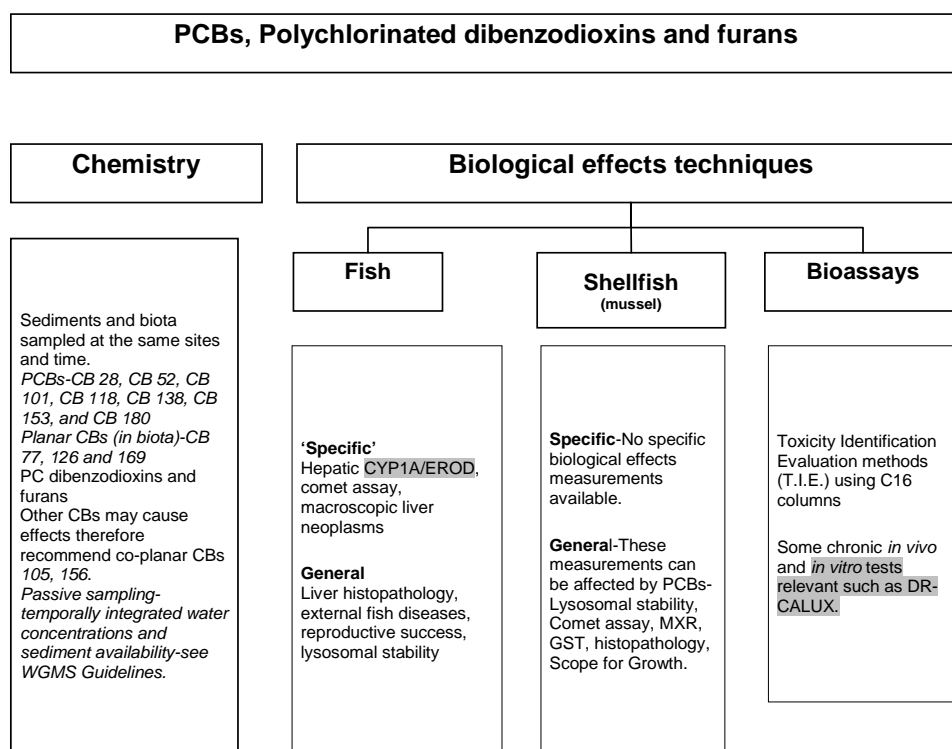 PCBs, Polychlorinated dibenzodioxins and furans
Chemistry
Biological effects techniques
Fish
Shellfish
(mussel)
Bioassays
Sediments and biota
sampled at the same sites
and time.
PCBs-CB 28, CB 52, CB
101, CB 118, CB 138, CB
153, and CB 180
Planar CBs (in biota)-CB
77, 126 and 169
PC dibenzodioxins and
furans
Other CBs may cause
effects therefore
recommend co-planar CBs
105, 156.
Passive sampling-
temporally integrated water
concentrations and
sediment availability-see
WGMS Guidelines.
‘Specific’
Hepatic CYP1A/EROD,
comet assay,
macroscopic liver
neoplasms
General
Liver histopathology,
external fish diseases,
reproductive success,
lysosomal stability
Specific-No specific
biological effects
measurements
available.
General-These
measurements can
be affected by PCBs-
Lysosomal stability,
Comet assay, MXR,
GST, histopathology,
Scope for Growth.
Toxicity Identification
Evaluation methods
(T.I.E.) using C16
columns
Some chronic in vivo
and in vitro tests
relevant such as DR-
CALUX.